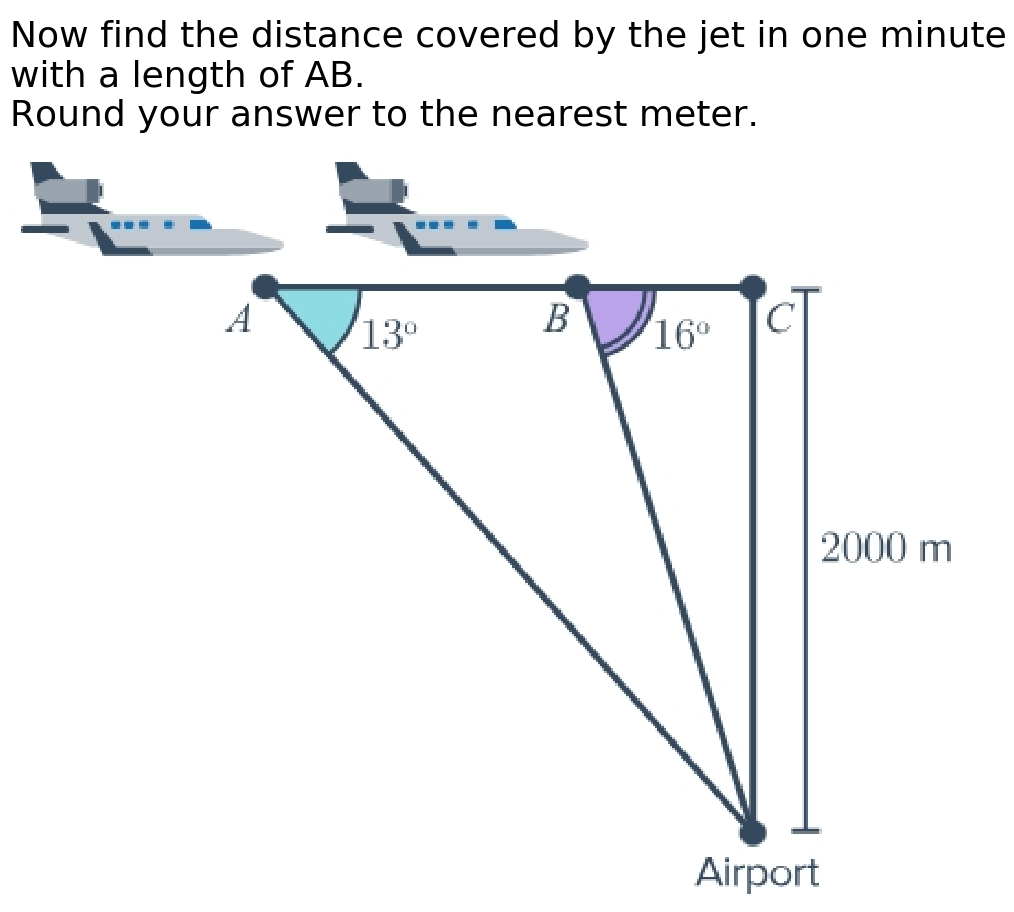 Now find the distance covered by the jet in one minute
with a length of AB.
Round your answer to the nearest meter.
A
13°
B
16°
C
2000 m
Airport